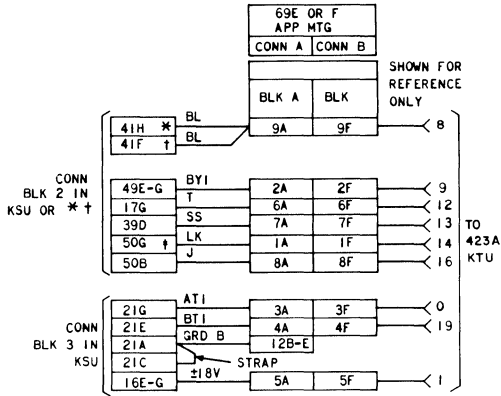 69E OR F
APP MTG
CONN A CONN B
SHOWN FOR
REFERENCE
ONLY
BLK A BLK
41H * BL 9A 9F 8
41F † BL
CONN
BLK 2 IN
KSU OR * †
49E-G BY1 2A 2F 9
17G T 6A 6F 12
39D SS 7A 7F 13
50G † LK 1A 1F 14
50B J 8A 8F 16
TO
423A
KTU
CONN
BLK 3 IN
KSU
21G AT1 3A 3F 0
21E BT1 4A 4F 19
21A GRD B 12B-E
21C STRAP
16E-G ±18V 5A 5F 1